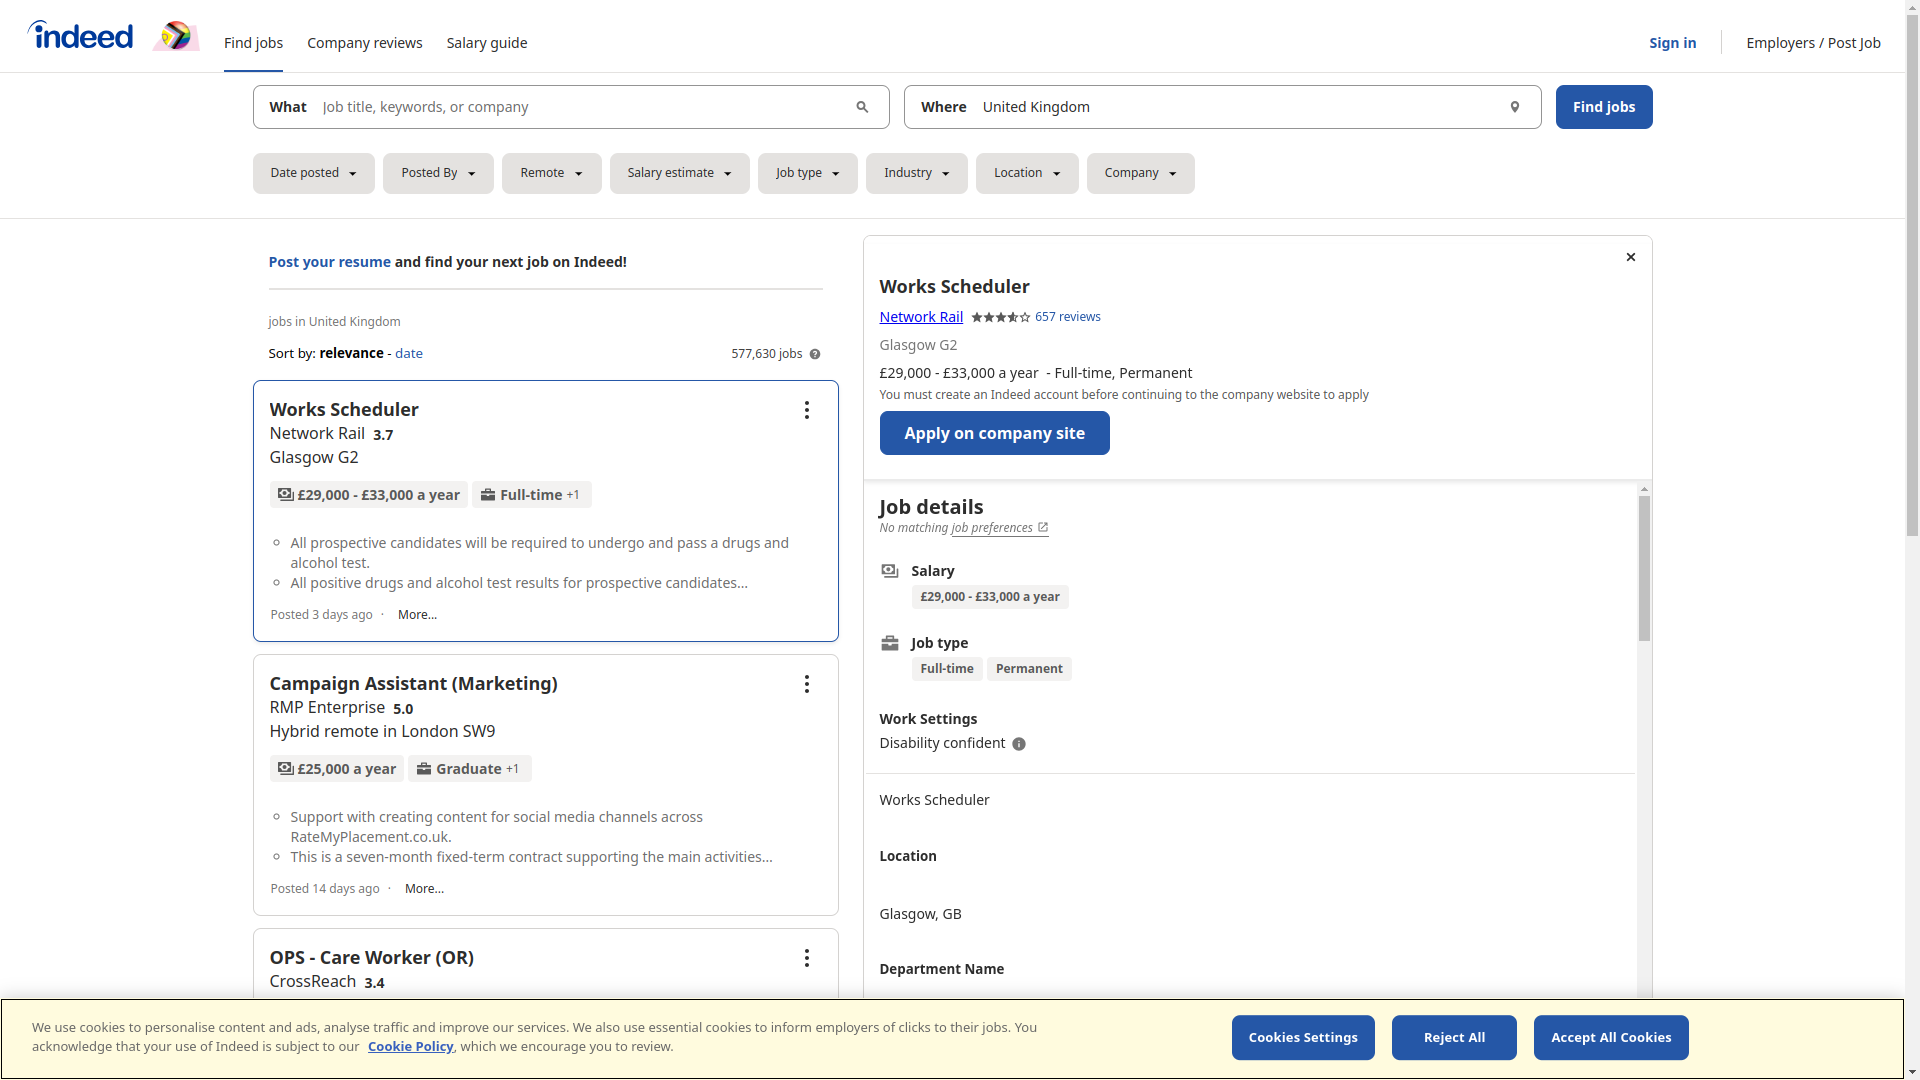 indeed
Find jobs
Company reviews
Salary guide
Sign in
Employers / Post Job
What
Job title, keywords, or company
Where
United Kingdom
Find jobs
Date posted
Posted By
Remote
Salary estimate
Job type
Industry
Location
Company
Post your resume and find your next job on Indeed!
jobs in United Kingdom
Sort by: relevance - date
577,630 jobs
Works Scheduler
Network Rail 3.7
Glasgow G2
£29,000 - £33,000 a year
Full-time +1
All prospective candidates will be required to undergo and pass a drugs and
alcohol test.
All positive drugs and alcohol test results for prospective candidates…
Posted 3 days ago · More...
Campaign Assistant (Marketing)
RMP Enterprise 5.0
Hybrid remote in London SW9
£25,000 a year
Graduate +1
Support with creating content for social media channels across
RateMyPlacement.co.uk.
This is a seven-month fixed-term contract supporting the main activities…
Posted 14 days ago · More...
OPS - Care Worker (OR)
CrossReach 3.4
Works Scheduler
Network Rail 657 reviews
Glasgow G2
£29,000 - £33,000 a year - Full-time, Permanent
You must create an Indeed account before continuing to the company website to apply
Apply on company site
Job details
No matching job preferences
Salary
£29,000 - £33,000 a year
Job type
Full-time
Permanent
Work Settings
Disability confident
Works Scheduler
Location
Glasgow, GB
Department Name
We use cookies to personalise content and ads, analyse traffic and improve our services. We also use essential cookies to inform employers of clicks to their jobs. You
acknowledge that your use of Indeed is subject to our Cookie Policy, which we encourage you to review.
Cookies Settings
Reject All
Accept All Cookies